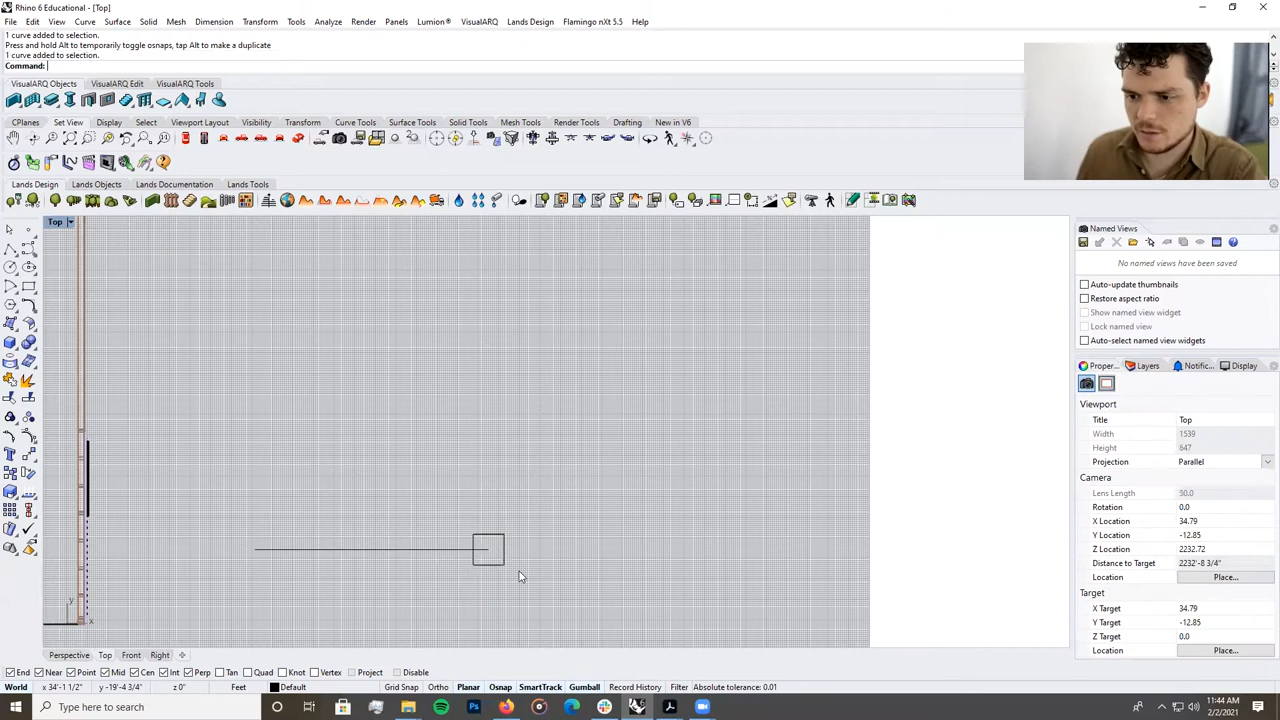 Rhino 6 Educational - [Top]
File Edit View Curve Surface Solid Mesh Dimension Transform Tools Analyze Render Panels Lumion® VisualARQ Lands Design Flamingo nXt 5.5 Help
1 curve added to selection.
Press and hold Alt to temporarily toggle osnaps, tap Alt to make a duplicate
1 curve added to selection.
Command:
VisualARQ Objects VisualARQ Edit VisualARQ Tools
CPlanes Set View Display Select Viewport Layout Visibility Transform Curve Tools Surface Tools Solid Tools Mesh Tools Render Tools Drafting New in V6
Lands Design Lands Objects Lands Documentation Lands Tools
Top
Named Views
No named views have been saved
Auto-update thumbnails
Restore aspect ratio
Show named view widget
Lock named view
Auto-select named view widgets
Proper... Layers Notific... Display
Viewport
Title Top
Width 1539
Height 847
Projection Parallel
Camera
Lens Length 50.0
Rotation 0.0
X Location 34.79
Y Location -12.85
Z Location 2232.72
Distance to Target 2232'-8 3/4"
Location Place...
Target
X Target 34.79
Y Target -12.85
Z Target 0.0
Location Place...
y
x
Perspective Top Front Right
End Near Point Mid Cen Int Perp Tan Quad Knot Vertex Project Disable
World x 34'-1 1/2" y -19'-4 3/4" z 0" Feet Default Grid Snap Ortho Planar Osnap SmartTrack Gumball Record History Filter Absolute tolerance: 0.01
Type here to search
11:44 AM
2/2/2021